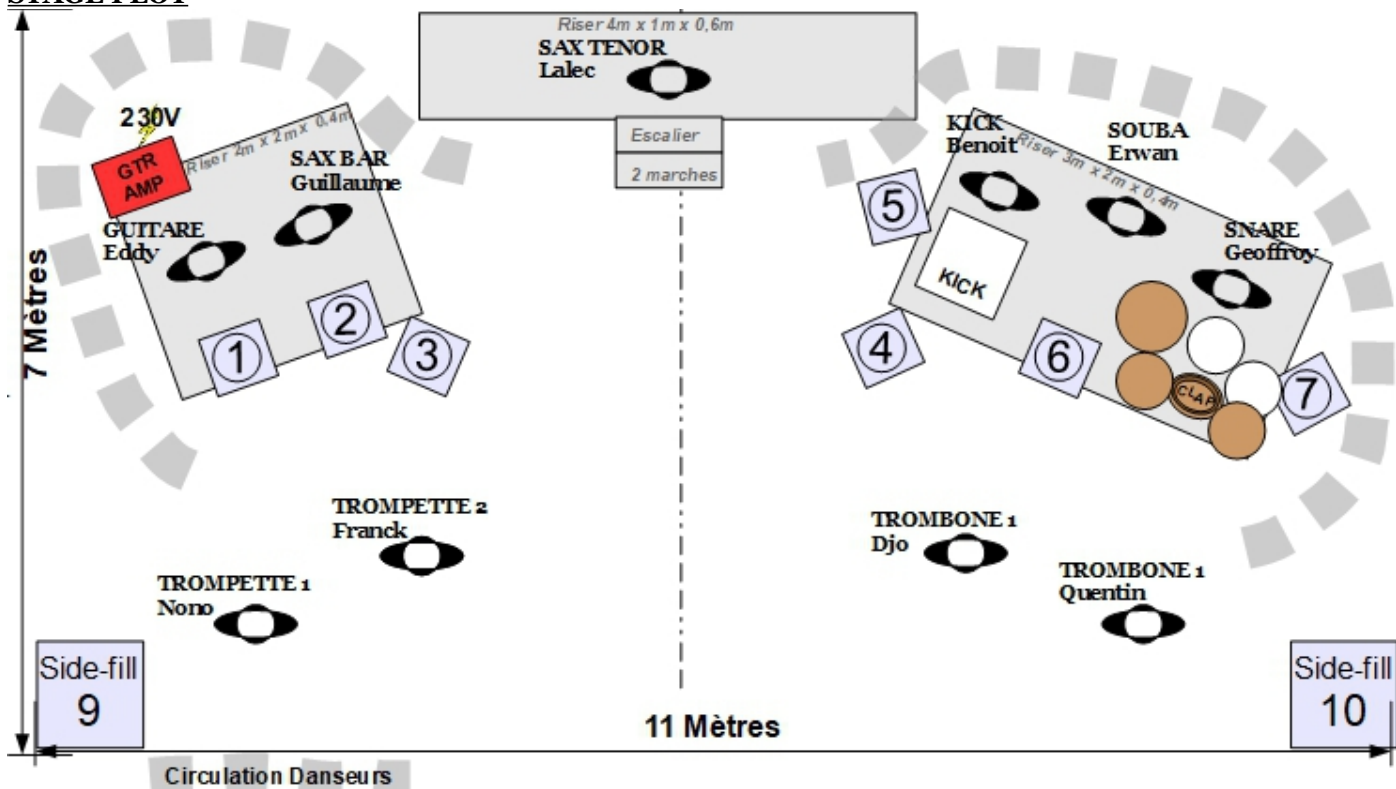 STAGE PLOT
Riser 4m x 1m x 0,6m
SAX TENOR
Lalec
230V
GTR
AMP
Riser 2m x 2m x 0,4m
SAX BAR
Guillaume
GUITARE
Eddy
Escalier
2 marches
KICK
Benoit
SOUBA
Erwan
Riser 3m x 2m x 0,4m
SNARE
Geoffroy
KICK
CLAP
1
2
3
4
5
6
7
7 Mètres
TROMPETTE 2
Franck
TROMPETTE 1
Nono
TROMBONE 1
Djo
TROMBONE 1
Quentin
Side-fill
9
Side-fill
10
11 Mètres
Circulation Danseurs